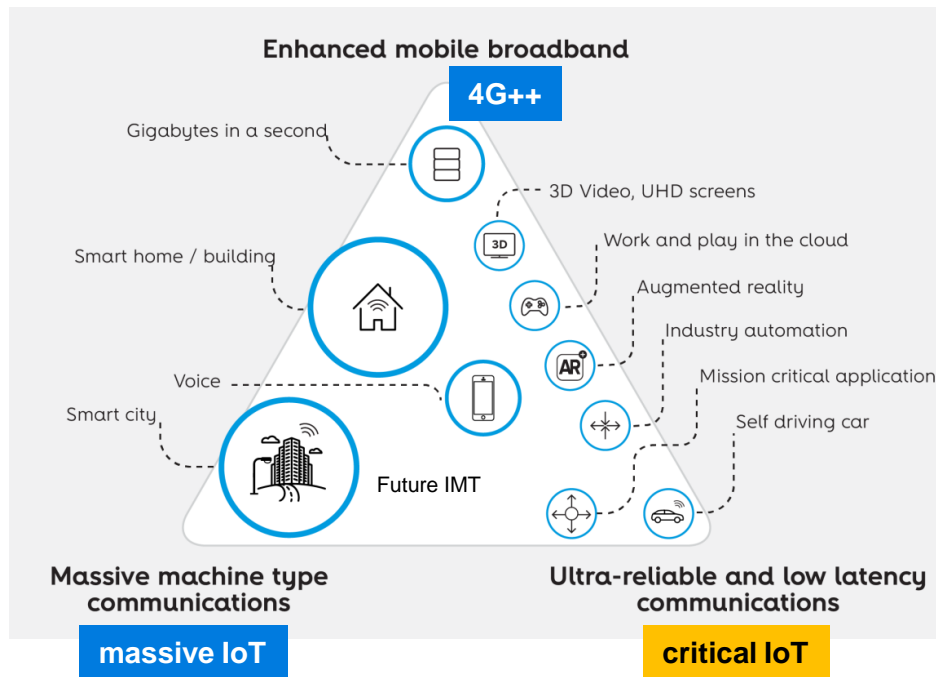 Enhanced mobile broadband
4G++
Gigabytes in a second
3D Video, UHD screens
3D
Work and play in the cloud
Smart home / building
Augmented reality
AR+
Industry automation
Voice
Mission critical application
Smart city
Self driving car
Future IMT
Massive machine type
communications
Ultra-reliable and low latency
communications
massive IoT
critical IoT